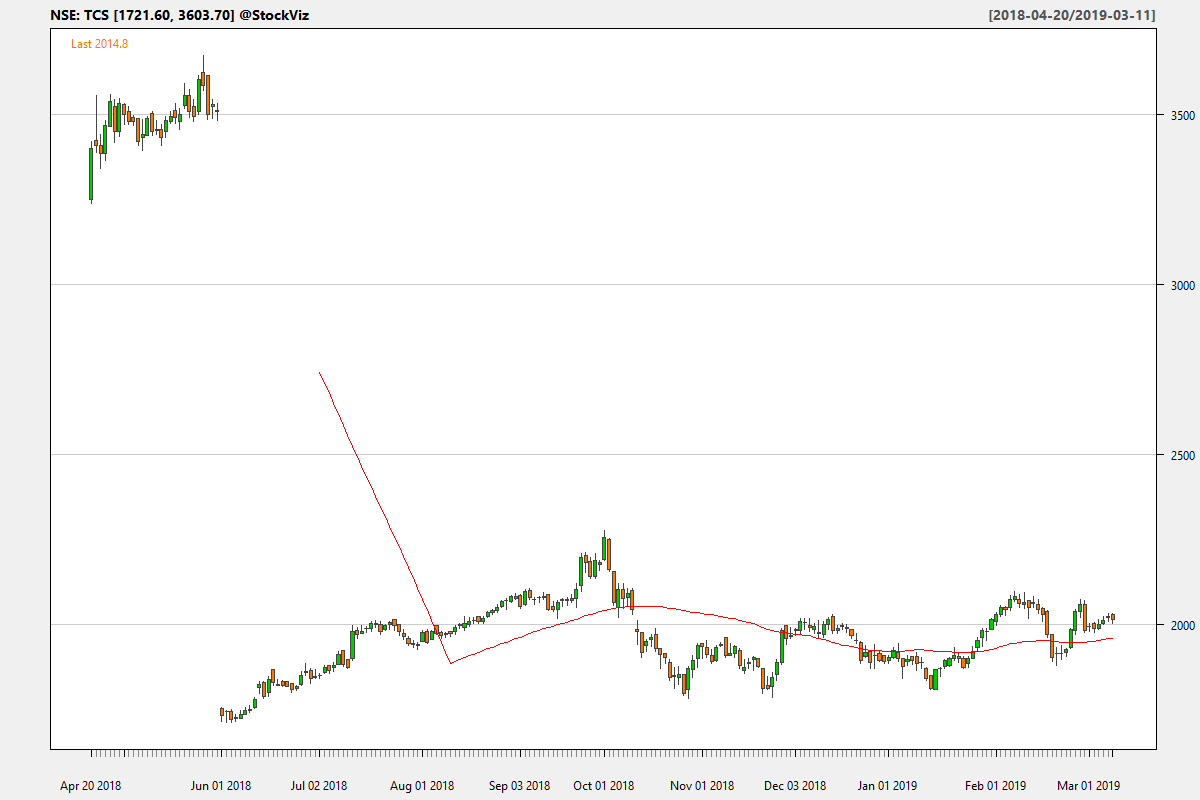 NSE: TCS [1721.60, 3603.70] @StockViz [2018-04-20/2019-03-11]
Last 2014.8
3500
3000
2500
2000
Apr 20 2018 Jun 01 2018 Jul 02 2018 Aug 01 2018 Sep 03 2018 Oct 01 2018 Nov 01 2018 Dec 03 2018 Jan 01 2019 Feb 01 2019 Mar 01 2019